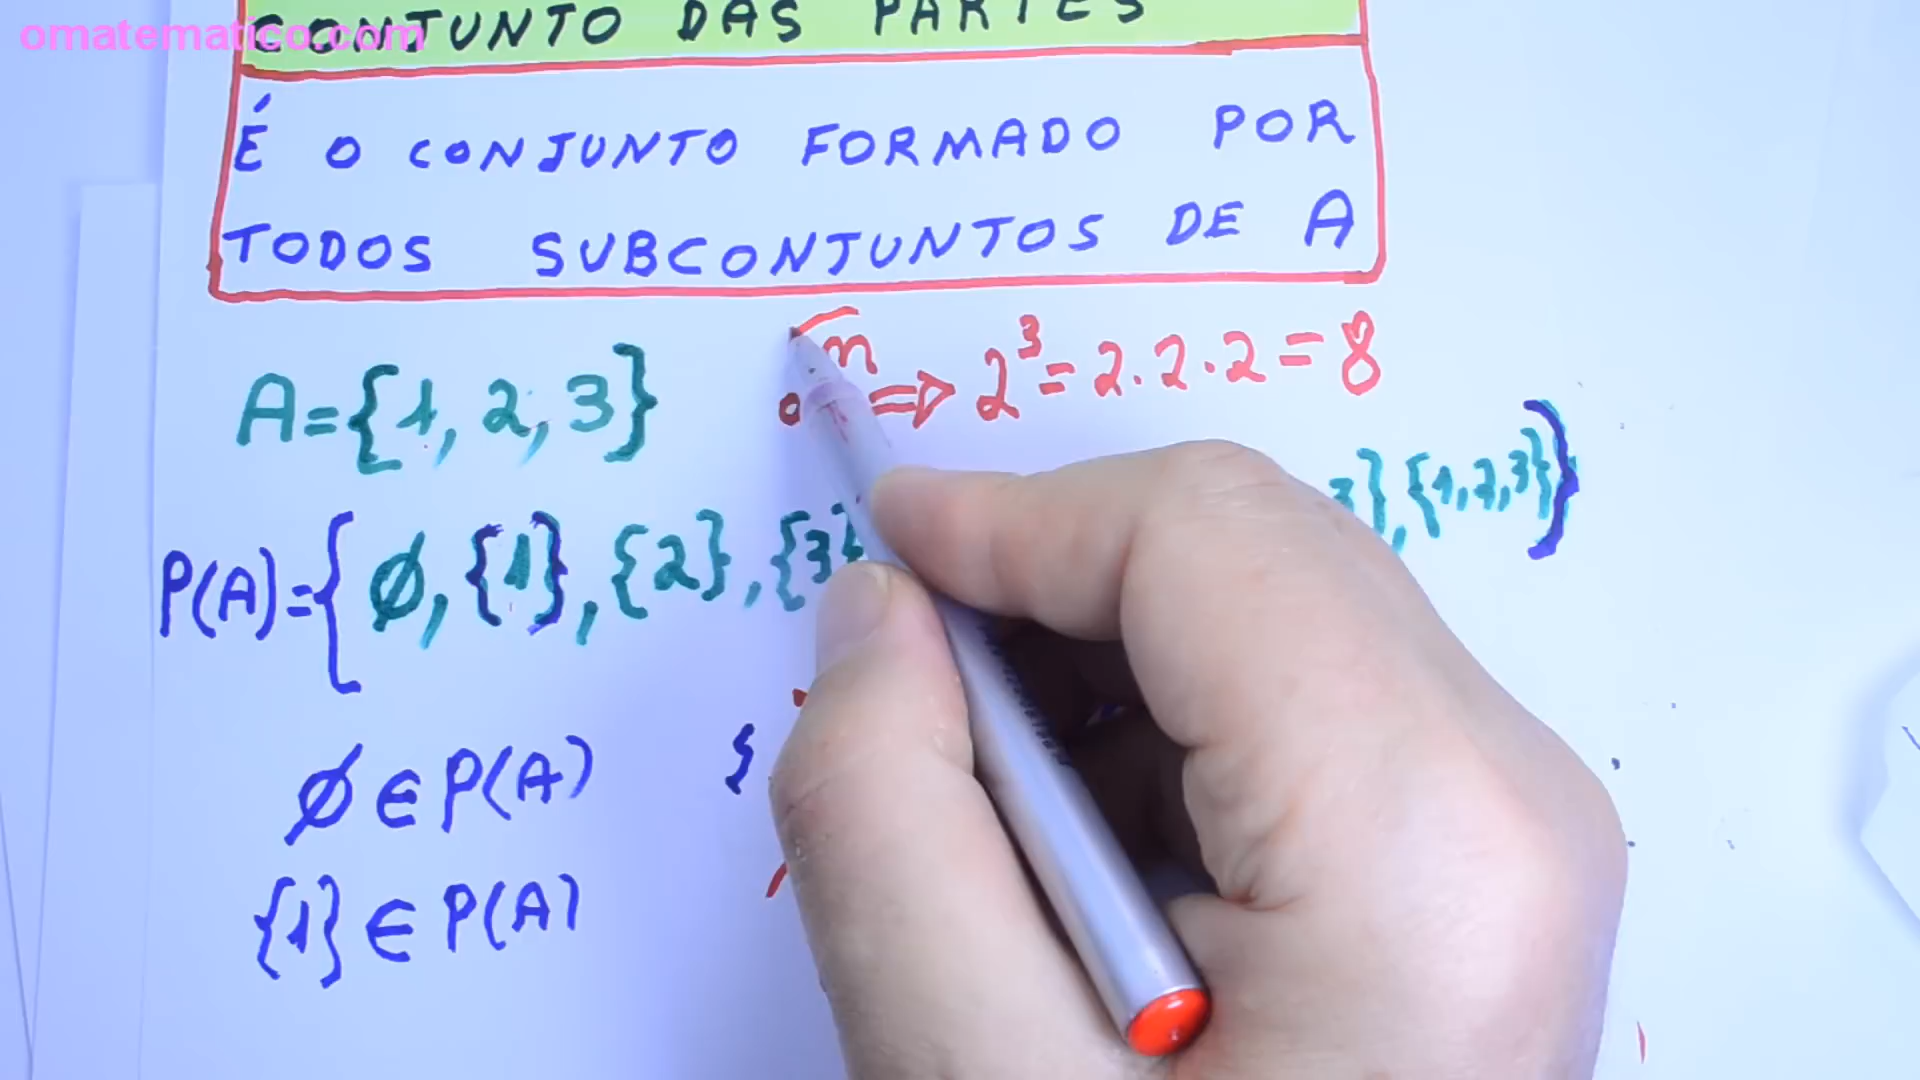 omatematico.com
CONJUNTO DAS PARTES
É O CONJUNTO FORMADO POR
TODOS SUBCONJUNTOS DE A
A={1, 2, 3}
n ⇒ 2³ = 2.2.2 = 8
P(A)={∅, {1}, {2}, {3 3}, {1,2,3}}
∅ ∈ P(A) {
{1} ∈ P(A)